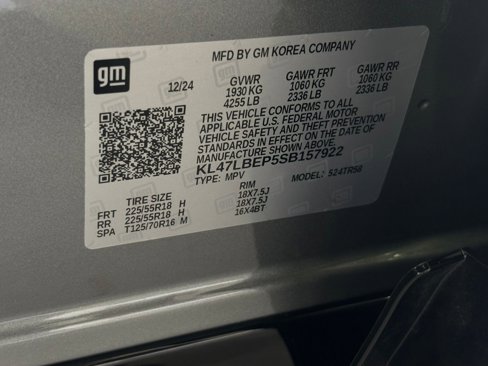 gm
MFD BY GM KOREA COMPANY
12/24 GVWR GAWR FRT GAWR RR
1930 KG 1060 KG 1060 KG
4255 LB 2336 LB 2336 LB
THIS VEHICLE CONFORMS TO ALL
APPLICABLE U.S. FEDERAL MOTOR
VEHICLE SAFETY AND THEFT PREVENTION
STANDARDS IN EFFECT ON THE DATE OF
MANUFACTURE SHOWN ABOVE.
KL47LBEP5SB157922
TYPE: MPV MODEL: 524TR58
TIRE SIZE RIM
FRT 225/55R18 H 18X7.5J
RR 225/55R18 H 18X7.5J
SPA T125/70R16 M 16X4BT